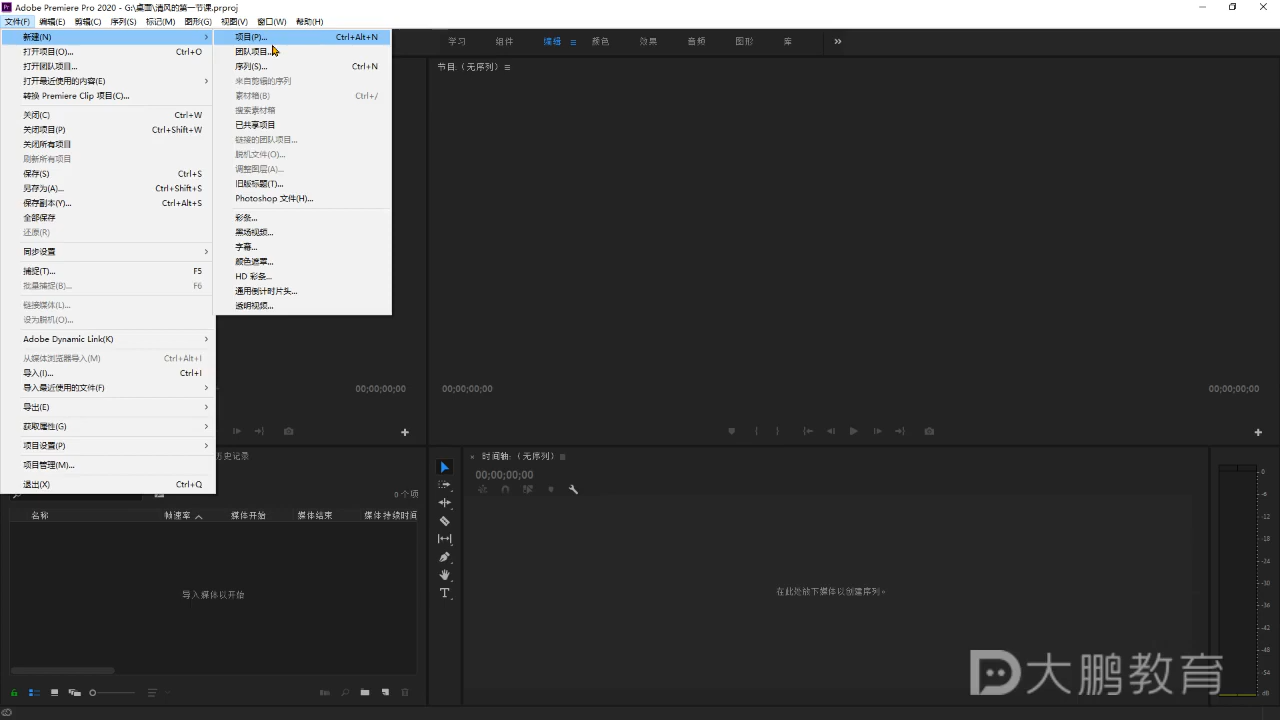 Adobe Premiere Pro 2020 - G:\桌面\清风的第一节课.prproj
文件(F) 编辑(E) 剪辑(C) 序列(S) 标记(M) 图形(G) 视图(V) 窗口(W) 帮助(H)
学习 组件 编辑 颜色 效果 音频 图形 库
新建(N)
打开项目(O)... Ctrl+O
打开团队项目...
打开最近使用的内容(E)
转换 Premiere Clip 项目(C)...
关闭(C) Ctrl+W
关闭项目(P) Ctrl+Shift+W
关闭所有项目
刷新所有项目
保存(S) Ctrl+S
另存为(A)... Ctrl+Shift+S
保存副本(Y)... Ctrl+Alt+S
全部保存
还原(R)
同步设置
捕捉(T)... F5
批量捕捉(B)... F6
链接媒体(L)...
设为脱机(O)...
Adobe Dynamic Link(K)
从媒体浏览器导入(M) Ctrl+Alt+I
导入(I)... Ctrl+I
导入最近使用的文件(F)
导出(E)
获取属性(G)
项目设置(P)
项目管理(M)...
退出(X) Ctrl+Q
项目(P)... Ctrl+Alt+N
团队项目...
序列(S)... Ctrl+N
来自剪辑的序列
素材箱(B) Ctrl+/
搜索素材箱
已共享项目
链接的团队项目...
脱机文件(O)...
调整图层(A)...
旧版标题(T)...
Photoshop 文件(H)...
彩条...
黑场视频...
字幕...
颜色遮罩...
HD 彩条...
通用倒计时片头...
透明视频...
节目:（无序列）
00;00;00;00
00;00;00;00 00;00;00;00
历史记录
0 个项
名称 帧速率 媒体开始 媒体结束 媒体持续时间
导入媒体以开始
× 时间轴:（无序列）
00;00;00;00
在此处放下媒体以创建序列。
0
-6
-12
-18
-24
-30
-36
-42
-48
-54
dB
大鹏教育